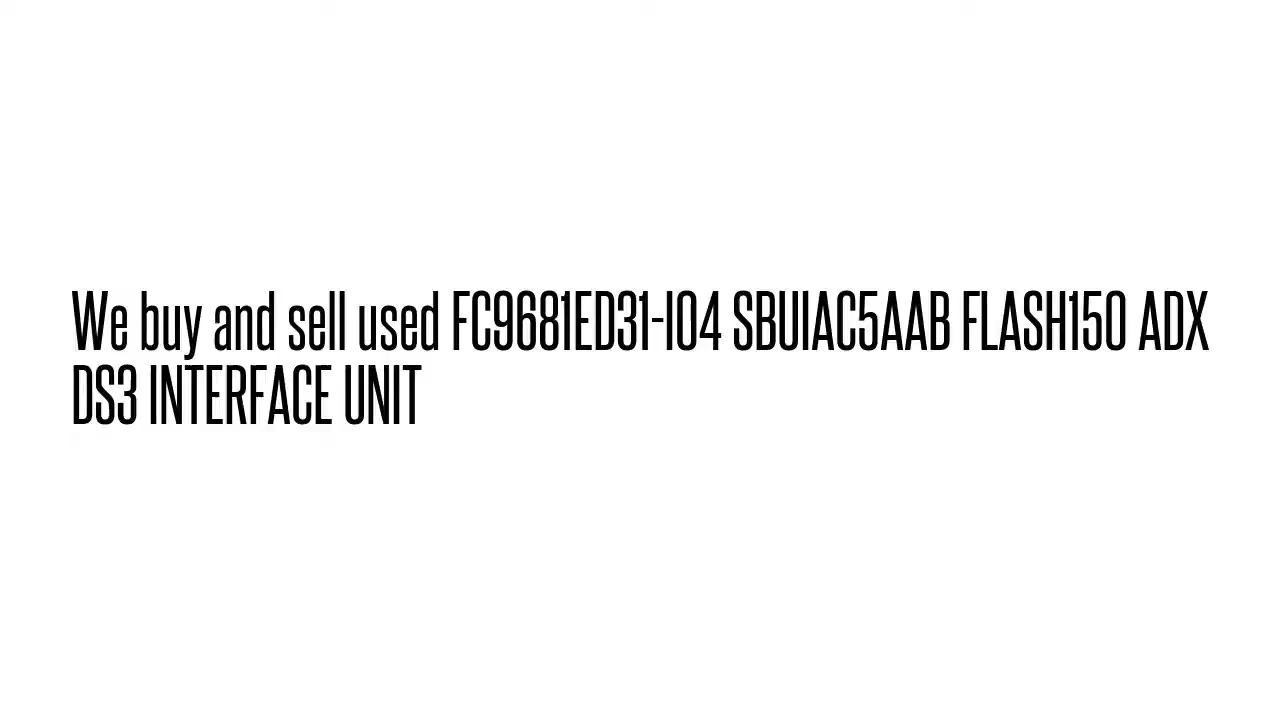 We buy and sell used FC9681ED31-I04 SBUIAC5AAB FLASH150 ADX
DS3 INTERFACE UNIT